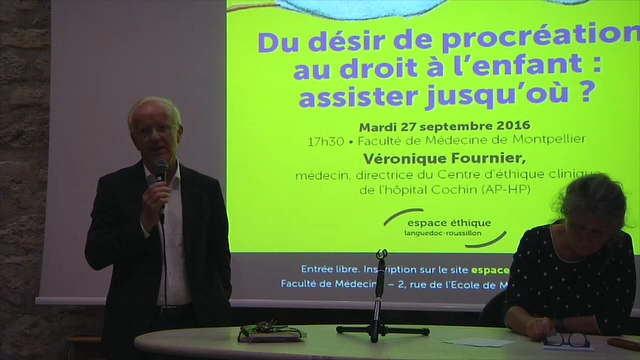 Du désir de procréation
au droit à l'enfant :
assister jusqu'où ?
Mardi 27 septembre 2016
17h30 • Faculté de Médecine de Montpellier
Véronique Fournier,
médecin, directrice du Centre d'éthique clinique
de l'hôpital Cochin (AP-HP)
espace éthique
languedoc-roussillon
Entrée libre. Inscription sur le site espace
Faculté de Médecine – 2, rue de l'Ecole de M